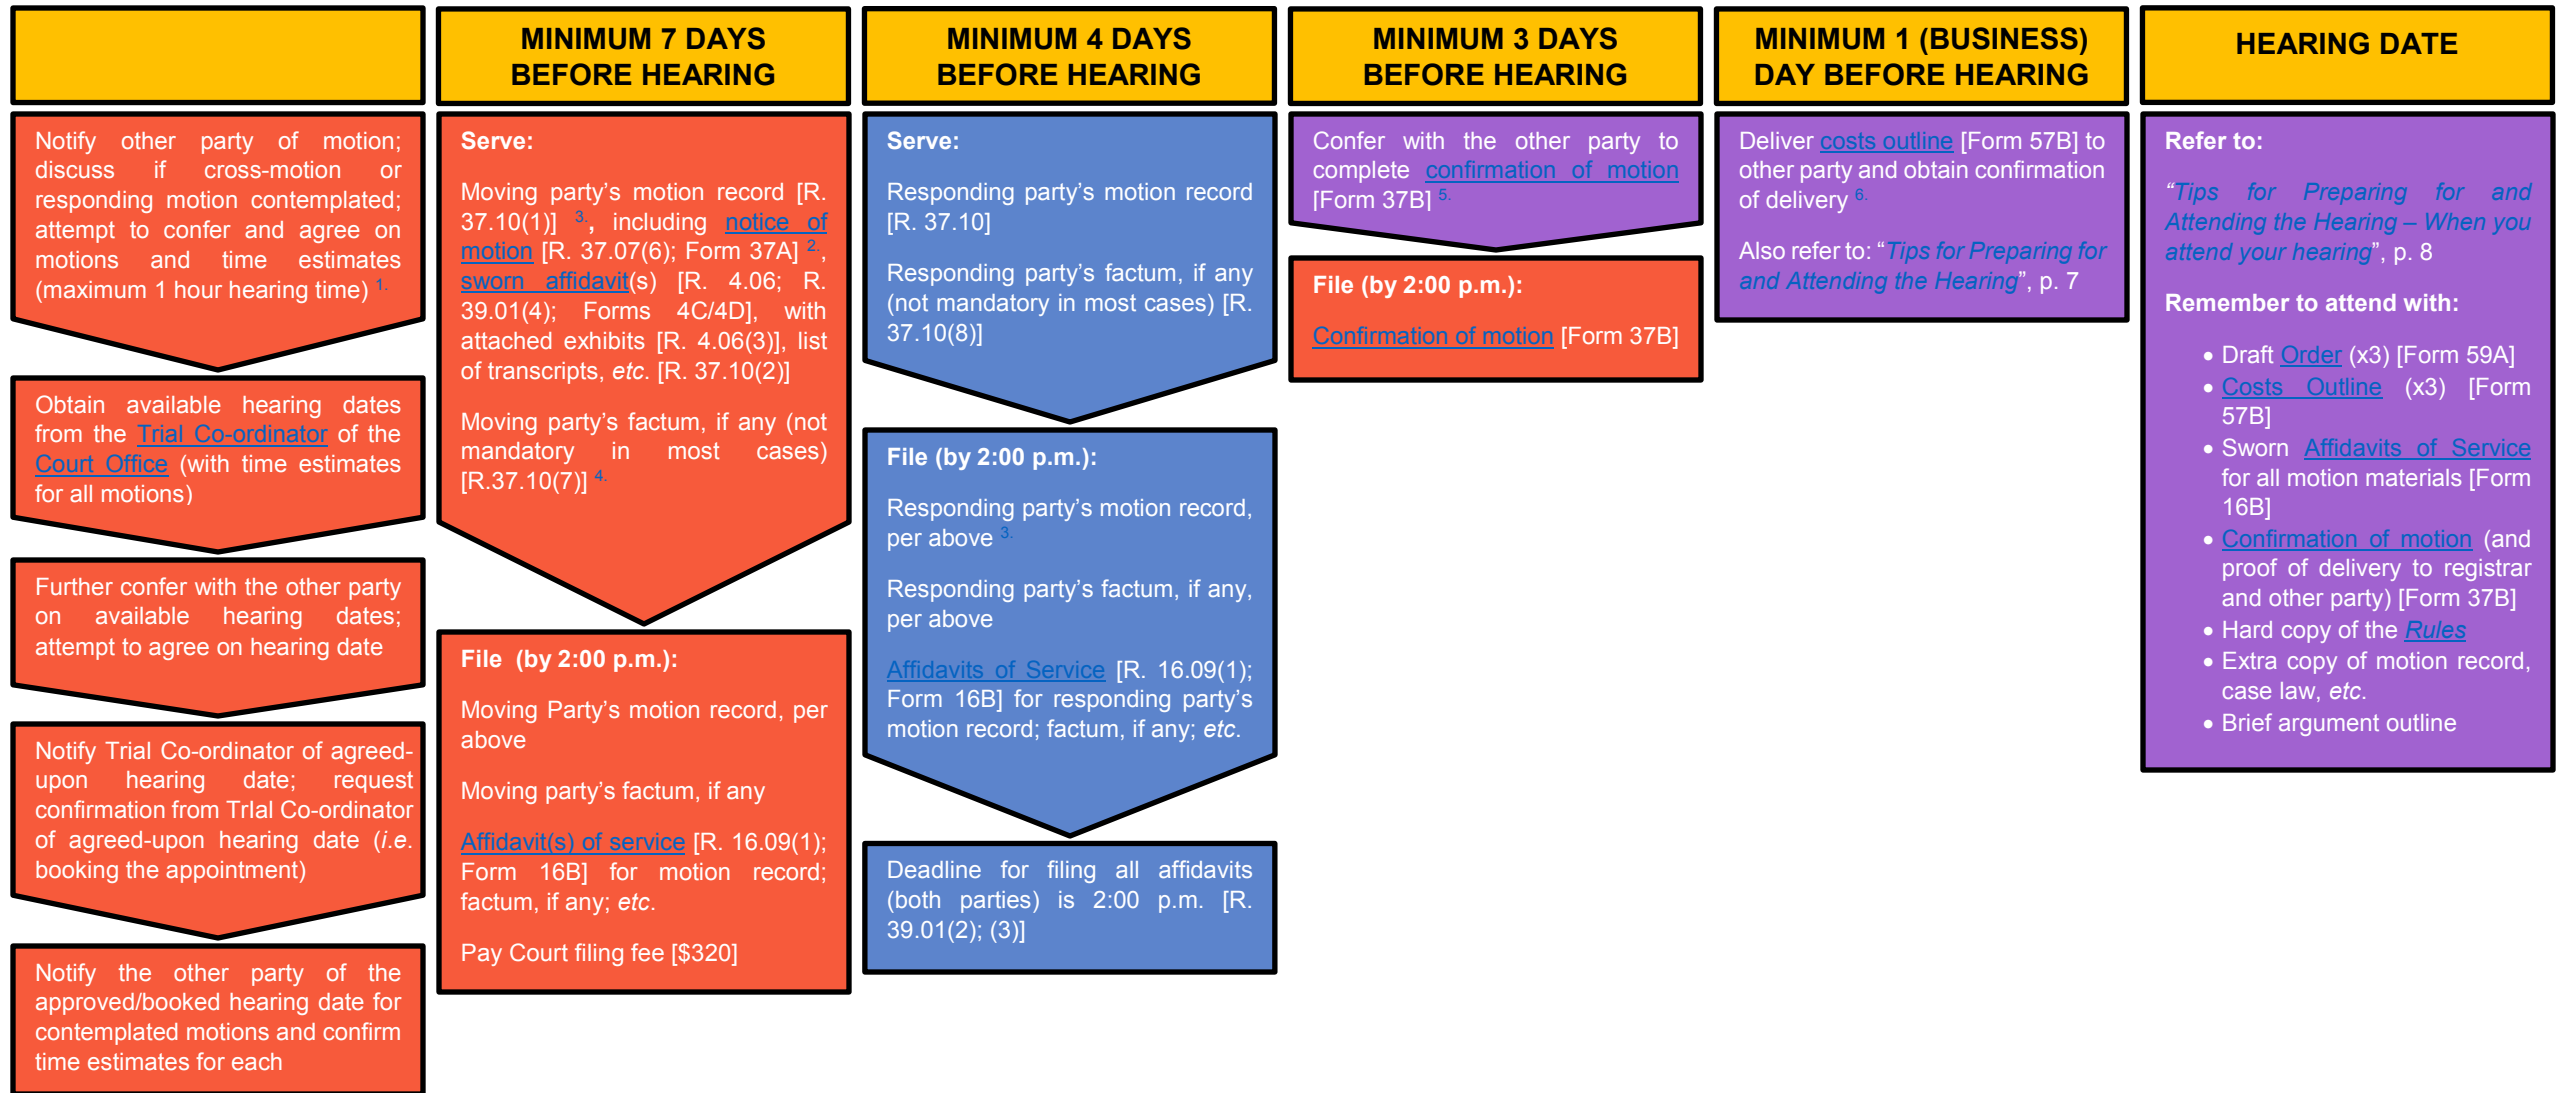 Notify other party of motion;
discuss if cross-motion or
responding motion contemplated;
attempt to confer and agree on
motions and time estimates
(maximum 1 hour hearing time) 1.
Obtain available hearing dates
from the Trial Co-ordinator of the
Court Office (with time estimates
for all motions)
Further confer with the other party
on available hearing dates;
attempt to agree on hearing date
Notify Trial Co-ordinator of agreed-
upon hearing date; request
confirmation from TrIal Co-ordinator
of agreed-upon hearing date (i.e.
booking the appointment)
Notify the other party of the
approved/booked hearing date for
contemplated motions and confirm
time estimates for each
MINIMUM 7 DAYS
BEFORE HEARING
Serve:
Moving party’s motion record [R.
37.10(1)] 3., including notice of
motion [R. 37.07(6); Form 37A] 2.,
sworn affidavit(s) [R. 4.06; R.
39.01(4); Forms 4C/4D], with
attached exhibits [R. 4.06(3)], list
of transcripts, etc. [R. 37.10(2)]
Moving party’s factum, if any (not
mandatory in most cases)
[R.37.10(7)] 4.
File (by 2:00 p.m.):
Moving Party’s motion record, per
above
Moving party’s factum, if any
Affidavit(s) of service [R. 16.09(1);
Form 16B] for motion record;
factum, if any; etc.
Pay Court filing fee [$320]
MINIMUM 4 DAYS
BEFORE HEARING
Serve:
Responding party’s motion record
[R. 37.10]
Responding party’s factum, if any
(not mandatory in most cases) [R.
37.10(8)]
File (by 2:00 p.m.):
Responding party’s motion record,
per above 3.
Responding party’s factum, if any,
per above
Affidavits of Service [R. 16.09(1);
Form 16B] for responding party’s
motion record; factum, if any; etc.
Deadline for filing all affidavits
(both parties) is 2:00 p.m. [R.
39.01(2); (3)]
MINIMUM 3 DAYS
BEFORE HEARING
Confer with the other party to
complete confirmation of motion
[Form 37B] 5.
File (by 2:00 p.m.):
Confirmation of motion [Form 37B]
MINIMUM 1 (BUSINESS)
DAY BEFORE HEARING
Deliver costs outline [Form 57B] to
other party and obtain confirmation
of delivery 6.
Also refer to: “Tips for Preparing for
and Attending the Hearing”, p. 7
HEARING DATE
Refer to:
“Tips for Preparing for and
Attending the Hearing – When you
attend your hearing”, p. 8
Remember to attend with:
• Draft Order (x3) [Form 59A]
• Costs Outline (x3) [Form
57B]
• Sworn Affidavits of Service
for all motion materials [Form
16B]
• Confirmation of motion (and
proof of delivery to registrar
and other party) [Form 37B]
• Hard copy of the Rules
• Extra copy of motion record,
case law, etc.
• Brief argument outline